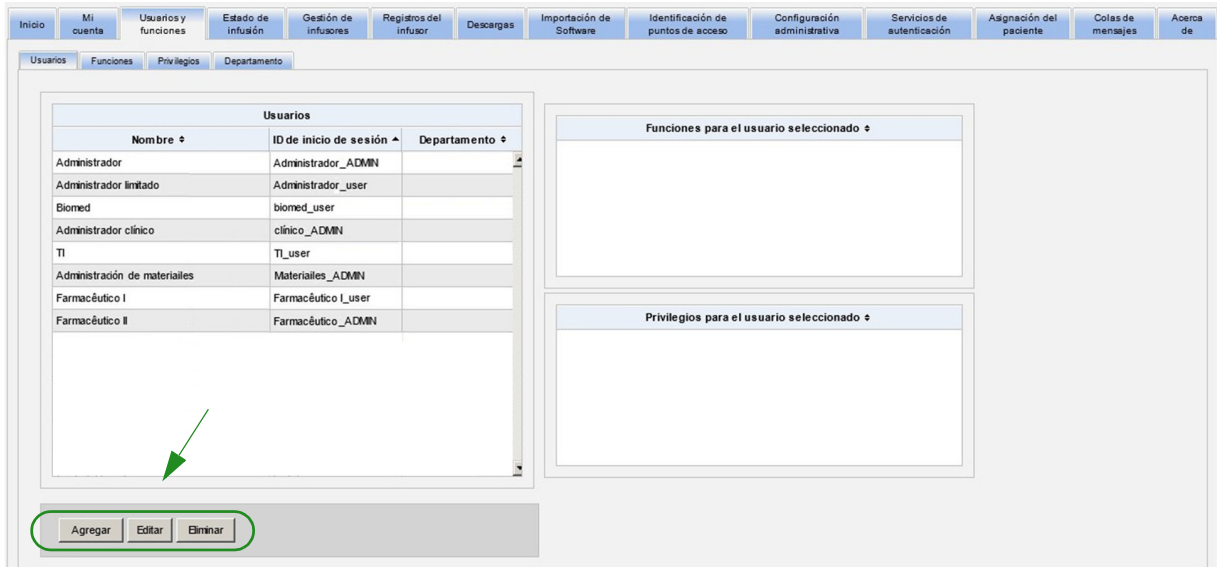 Inicio
Mi cuenta
Usuarios y funciones
Estado de infusión
Gestión de infusores
Registros del infusor
Descargas
Importación de Software
Identificación de puntos de acceso
Configuración administrativa
Servicios de autenticación
Asignación del paciente
Colas de mensajes
Acerca de
Usuarios Funciones Privilegios Departamento
Usuarios
Nombre ID de inicio de sesión Departamento
Administrador Administrador_ADMIN
Administrador limitado Administrador_user
Biomed biomed_user
Administrador clínico clínico_ADMIN
TI TI_user
Administración de materiailes Materiailes_ADMIN
Farmacêutico I Farmacêutico I_user
Farmacêutico II Farmacêutico_ADMIN
Funciones para el usuario seleccionado
Privilegios para el usuario seleccionado
Agregar Editar Eliminar